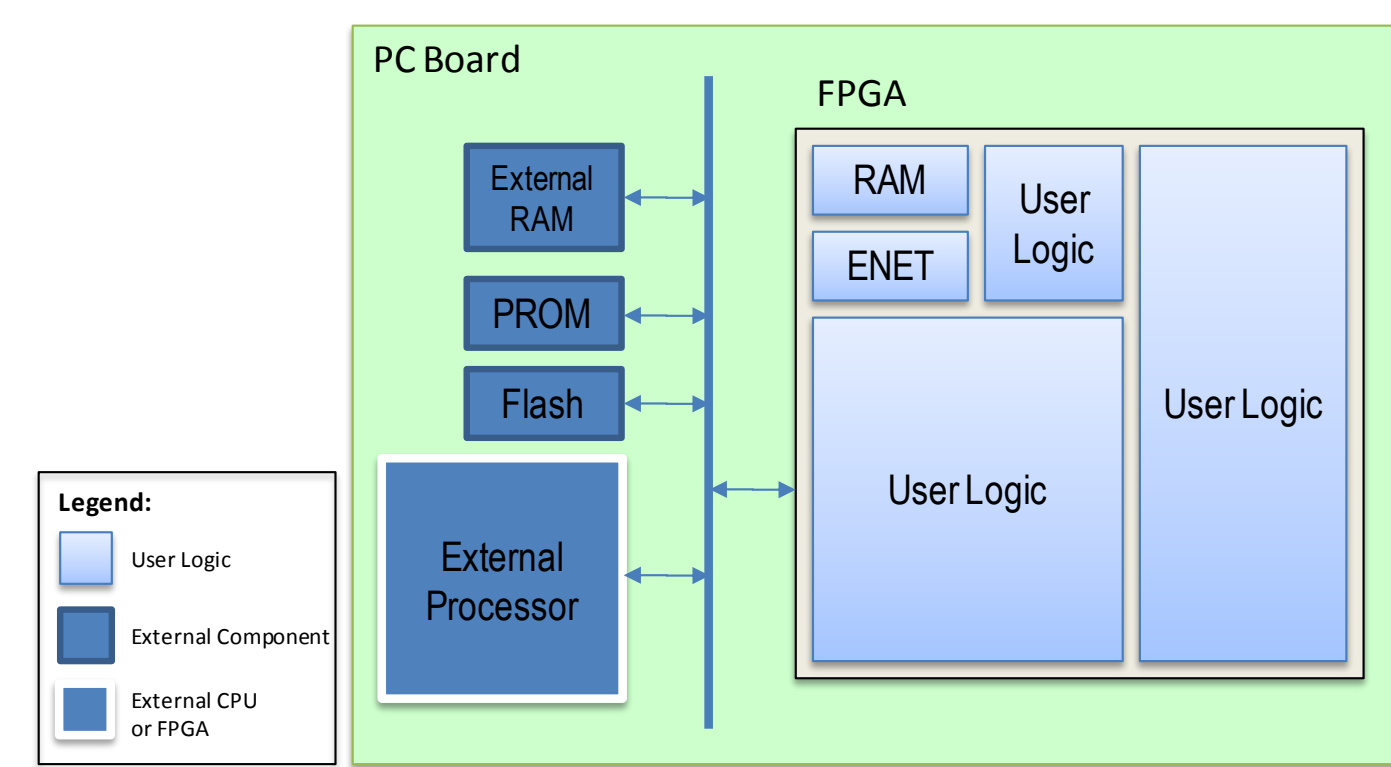 PC Board
FPGA
External
RAM
PROM
Flash
External
Processor
RAM
ENET
User
Logic
User Logic
User Logic
Legend:
User Logic
External Component
External CPU
or FPGA